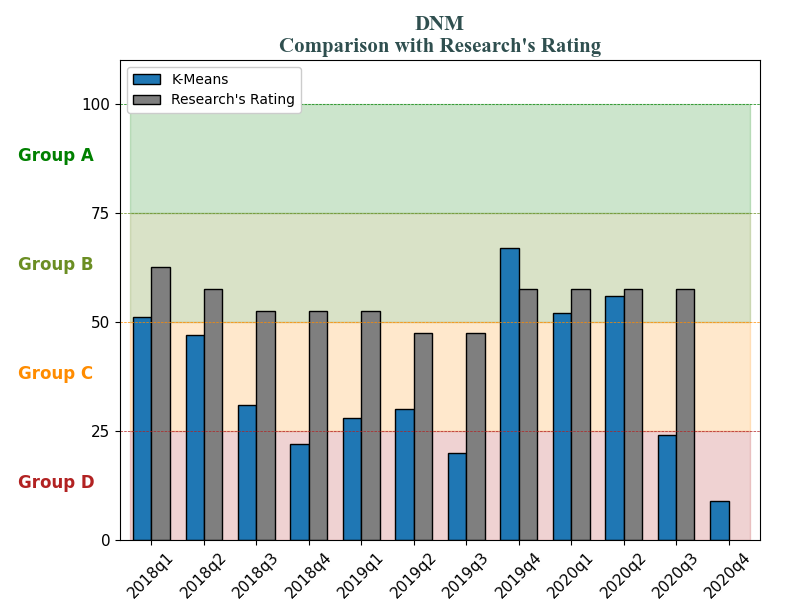 DNM
Comparison with Research's Rating
K-Means
Research's Rating
100
Group A
75
Group B
50
Group C
25
Group D
0
2018q1
2018q2
2018q3
2018q4
2019q1
2019q2
2019q3
2019q4
2020q1
2020q2
2020q3
2020q4